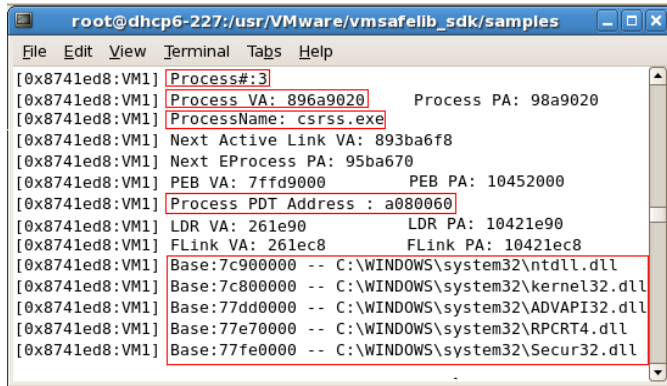 root@dhcp6-227:/usr/VMware/vmsafelib_sdk/samples
File Edit View Terminal Tabs Help
[0x8741ed8:VM1] Process#:3
[0x8741ed8:VM1] Process VA: 896a9020 Process PA: 98a9020
[0x8741ed8:VM1] ProcessName: csrss.exe
[0x8741ed8:VM1] Next Active Link VA: 893ba6f8
[0x8741ed8:VM1] Next EProcess PA: 95ba670
[0x8741ed8:VM1] PEB VA: 7ffd9000 PEB PA: 10452000
[0x8741ed8:VM1] Process PDT Address : a080060
[0x8741ed8:VM1] LDR VA: 261e90 LDR PA: 10421e90
[0x8741ed8:VM1] FLink VA: 261ec8 FLink PA: 10421ec8
[0x8741ed8:VM1] Base:7c900000 -- C:\WINDOWS\system32\ntdll.dll
[0x8741ed8:VM1] Base:7c800000 -- C:\WINDOWS\system32\kernel32.dll
[0x8741ed8:VM1] Base:77dd0000 -- C:\WINDOWS\system32\ADVAPI32.dll
[0x8741ed8:VM1] Base:77e70000 -- C:\WINDOWS\system32\RPCRT4.dll
[0x8741ed8:VM1] Base:77fe0000 -- C:\WINDOWS\system32\Secur32.dll